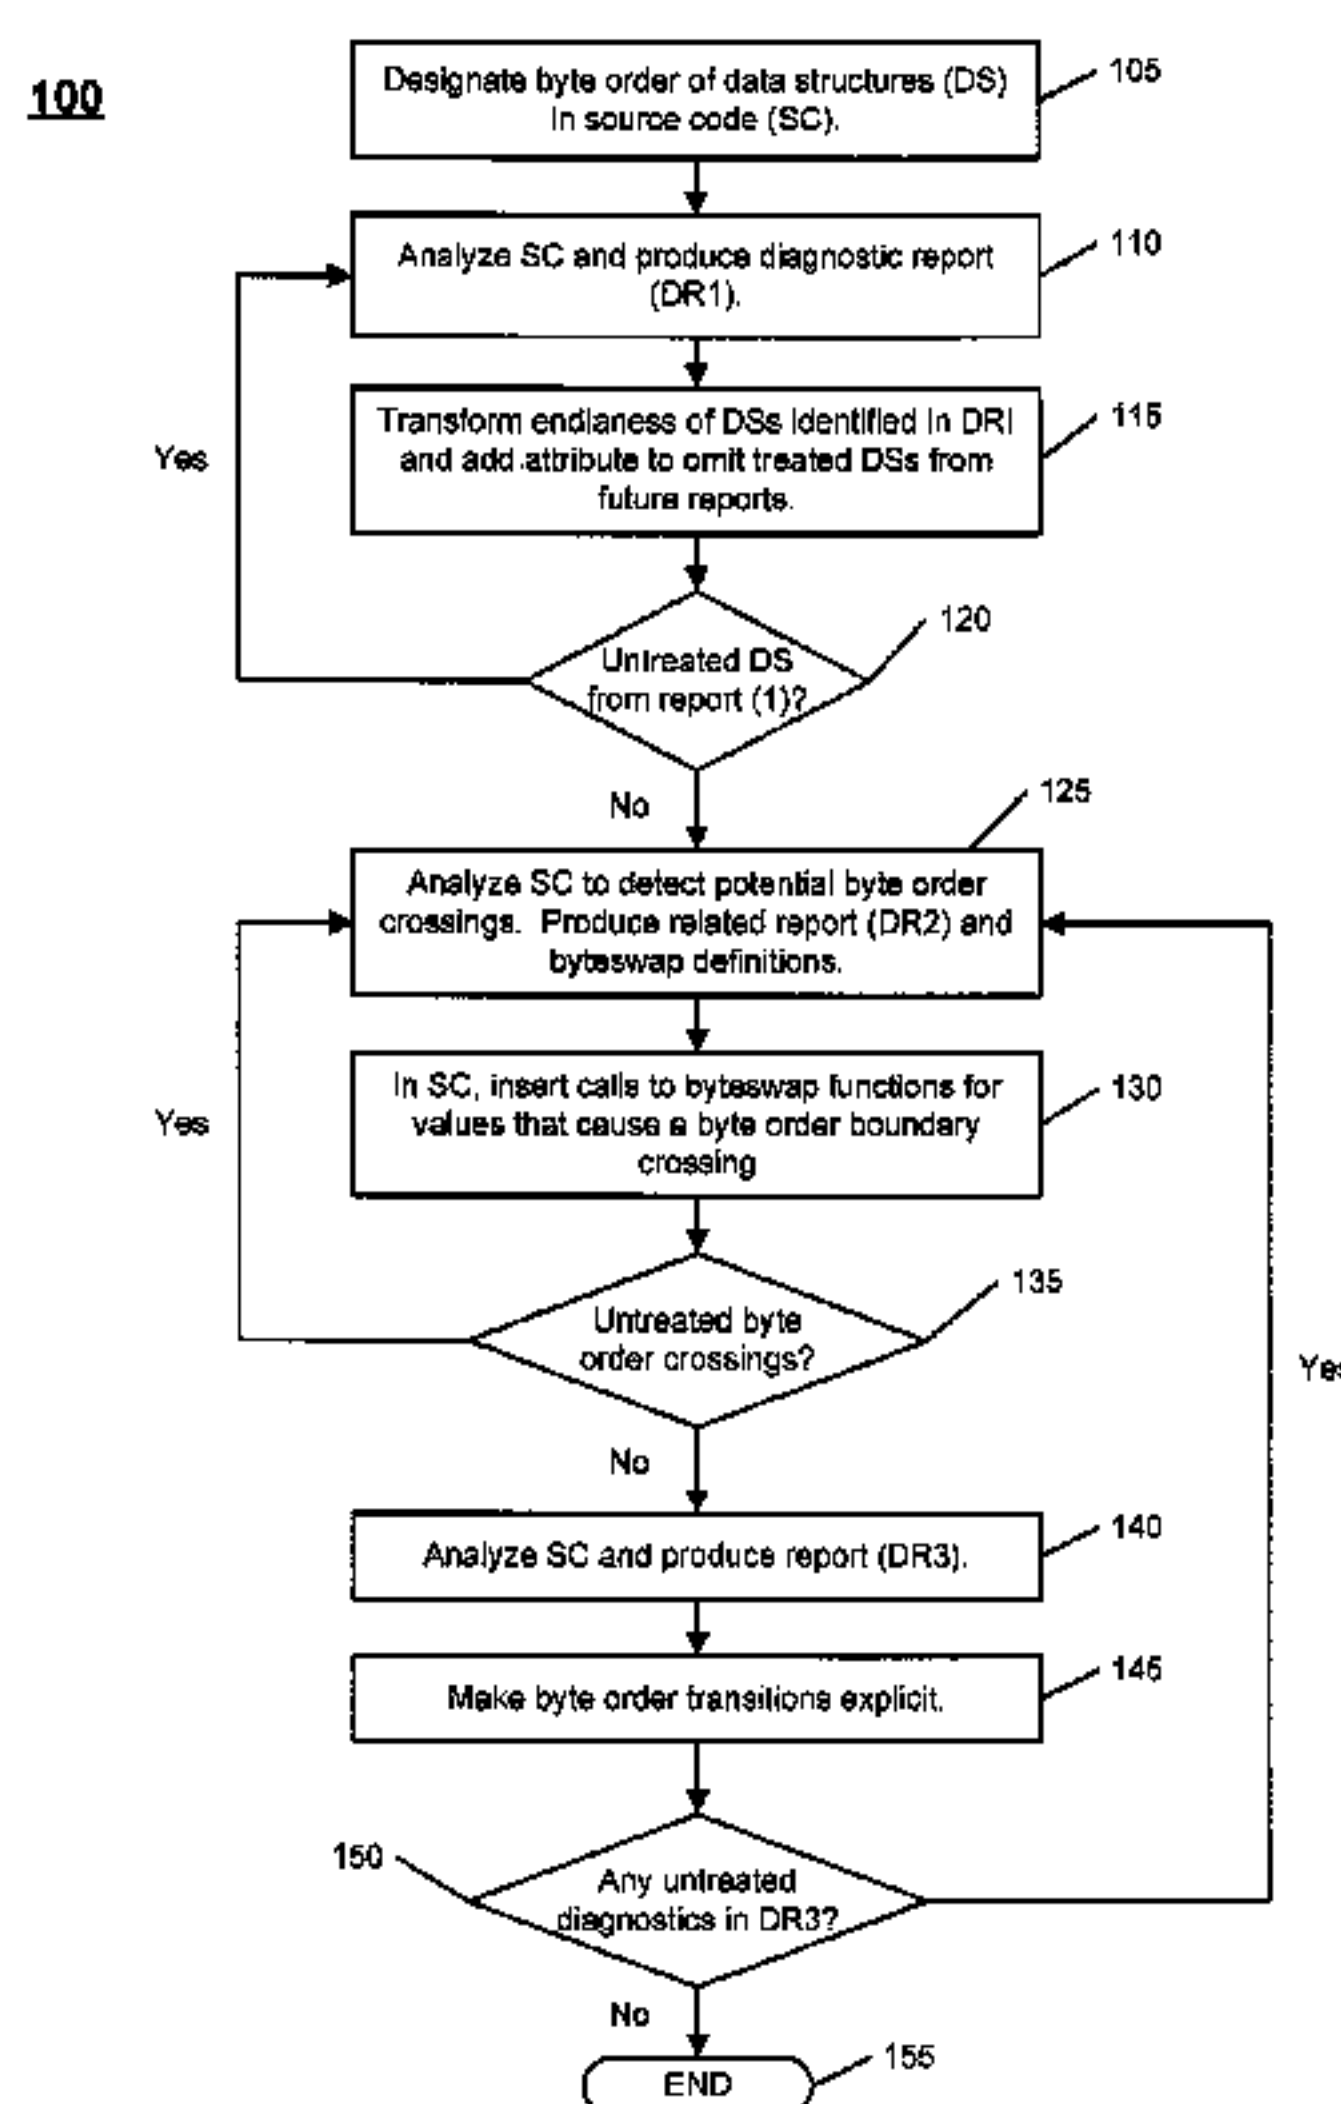 100
Designate byte order of data structures (DS)
in source code (SC).
105
Analyze SC and produce diagnostic report
(DR1).
110
Transform endianess of DSs identified in DRI
and add attribute to omit treated DSs from
future reports.
115
Yes
Untreated DS
from report (1)?
120
No
125
Analyze SC to detect potential byte order
crossings. Produce related report (DR2) and
byteswap definitions.
In SC, insert calls to byteswap functions for
values that cause a byte order boundary
crossing
130
Yes
Untreated byte
order crossings?
135
Yes
No
Analyze SC and produce report (DR3).
140
Make byte order transitions explicit.
145
150
Any untreated
diagnostics in DR3?
No
END
155